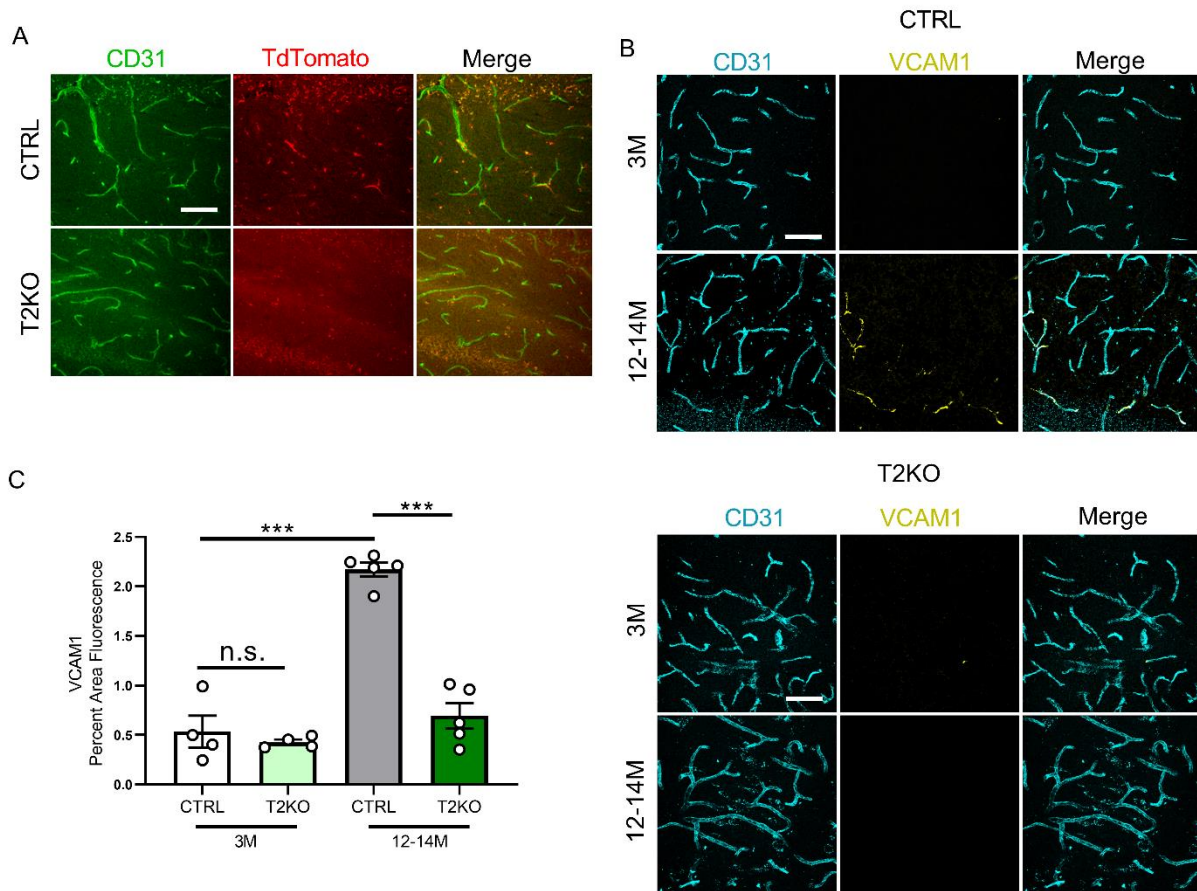 A
CD31 TdTomato Merge
CTRL
T2KO
B
CTRL
CD31 VCAM1 Merge
3M
12-14M
T2KO
CD31 VCAM1 Merge
3M
12-14M
C
VCAM1
Percent Area Fluorescence
2.5
2.0
1.5
1.0
0.5
0.0
***
***
n.s.
CTRL T2KO CTRL T2KO
3M 12-14M